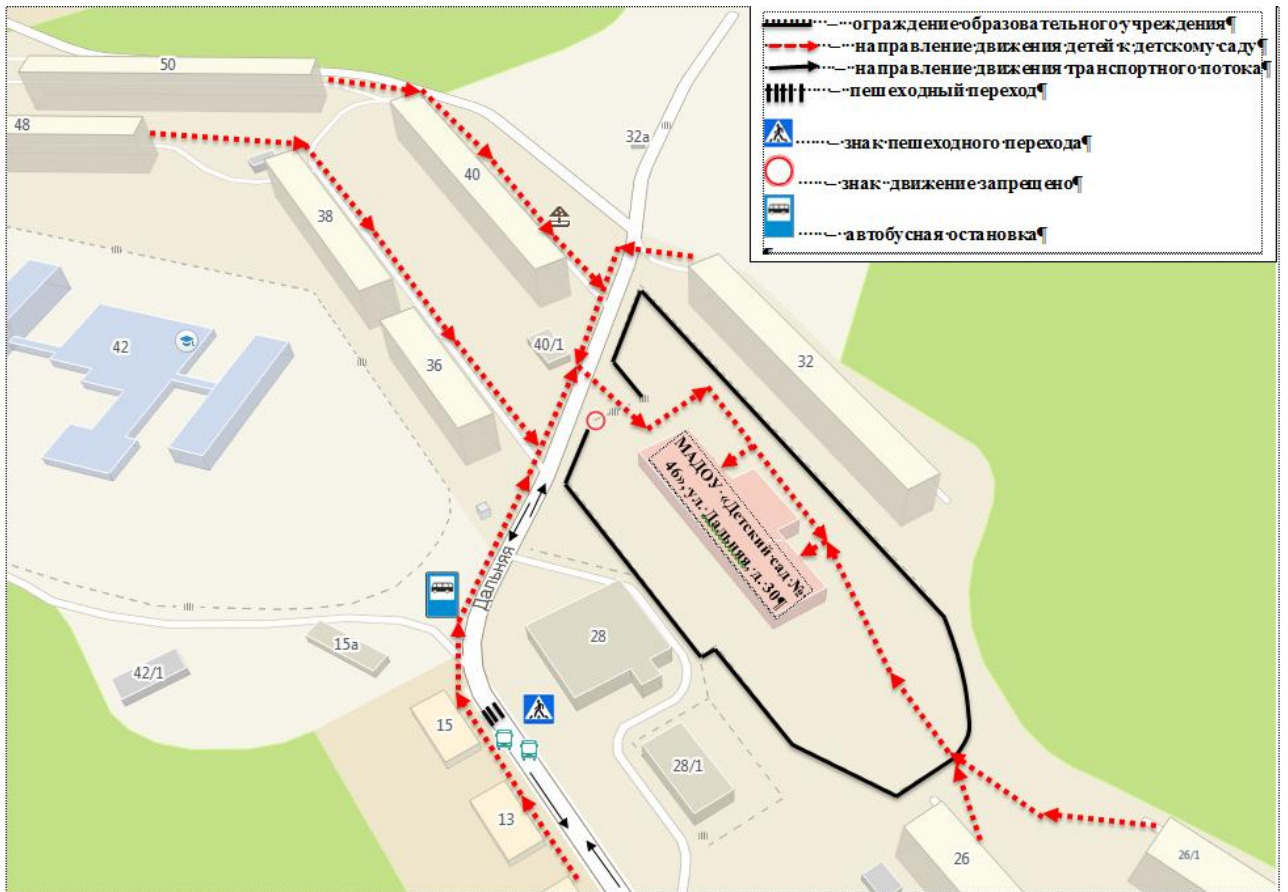 ·····–···ограждение·образовательного·учреждения¶
····–···направление·движения·детей·к·детскому·саду¶
····–···направление·движения·транспортного·потока¶
·····–·пешеходный·переход¶
······–·знак·пешеходного·перехода¶
·····–·знак··движение·запрещено¶
·····–·автобусная·остановка¶
¶
50
48
40
32а
38
42
36
40/1
32
МАДОУ·«Детский·сад·№·
46»,·ул.·Дальняя,·д.·30¶
Дальняя
28
15а
42/1
15
28/1
13
26
26/1